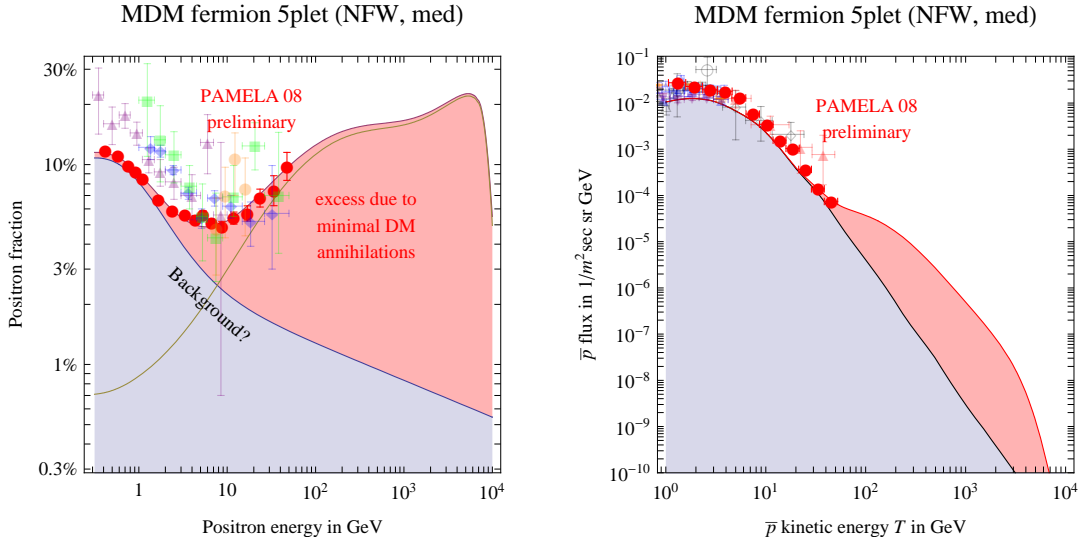 MDM fermion 5plet (NFW, med)
30%
10%
3%
1%
0.3%
Positron fraction
PAMELA 08
preliminary
excess due to
minimal DM
annihilations
Background?
1
10
10²
10³
10⁴
Positron energy in GeV
MDM fermion 5plet (NFW, med)
10⁻¹
10⁻²
10⁻³
10⁻⁴
10⁻⁵
10⁻⁶
10⁻⁷
10⁻⁸
10⁻⁹
10⁻¹⁰
p̅ flux in 1/m² sec sr GeV
PAMELA 08
preliminary
10⁰
10¹
10²
10³
10⁴
p̅ kinetic energy T in GeV